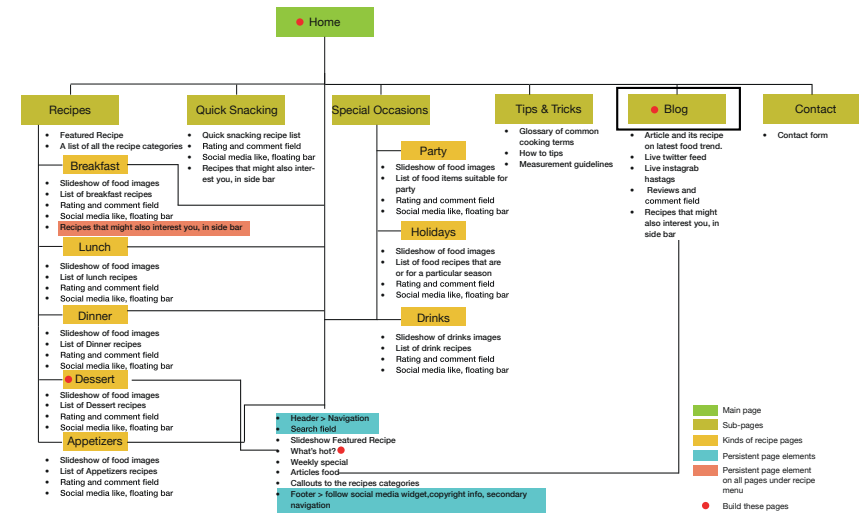 Home
Recipes
Quick Snacking
Special Occasions
Tips & Tricks
Blog
Contact
• Featured Recipe
• A list of all the recipe categories
Breakfast
• Slideshow of food images
• List of breakfast recipes
• Rating and comment field
• Social media like, floating bar
• Recipes that might also interest you, in side bar
Lunch
• Slideshow of food images
• List of lunch recipes
• Rating and comment field
• Social media like, floating bar
Dinner
• Slideshow of food images
• List of Dinner recipes
• Rating and comment field
• Social media like, floating bar
Dessert
• Slideshow of food images
• List of Dessert recipes
• Rating and comment field
• Social media like, floating bar
Appetizers
• Slideshow of food images
• List of Appetizers recipes
• Rating and comment field
• Social media like, floating bar
• Quick snacking recipe list
• Rating and comment field
• Social media like, floating bar
• Recipes that might also inter-
est you, in side bar
Party
• Slideshow of food images
• List of food items suitable for
party
• Rating and comment field
• Social media like, floating bar
Holidays
• Slideshow of food images
• List of food recipes that are
or for a particular season
• Rating and comment field
• Social media like, floating bar
Drinks
• Slideshow of drinks images
• List of drink recipes
• Rating and comment field
• Social media like, floating bar
• Glossary of common
cooking terms
• How to tips
• Measurement guidelines
• Article and its recipe
on latest food trend.
• Live twitter feed
• Live instagrab
hastags
• Reviews and
comment field
• Recipes that might
also interest you, in
side bar
• Contact form
• Header > Navigation
• Search field
• Slideshow Featured Recipe
• What's hot?
• Weekly special
• Articles food
• Callouts to the recipes categories
• Footer > follow social media widget,copyright info, secondary
navigation
Main page
Sub-pages
Kinds of recipe pages
Persistent page elements
Persistent page element
on all pages under recipe
menu
Build these pages